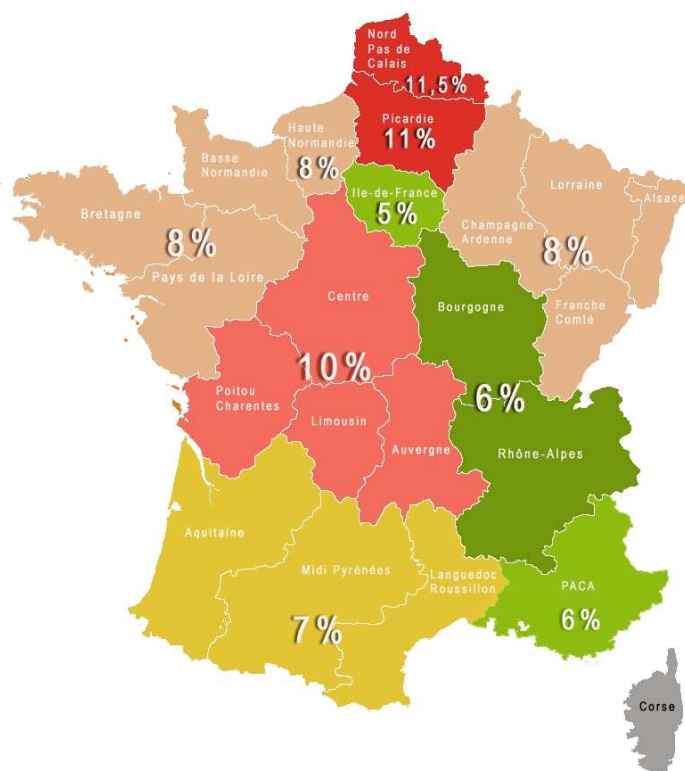 Nord
Pas de
Calais
11,5%
Picardie
11%
Haute
Normandie
8%
Basse
Normandie
Ile-de-France
5%
Lorraine
Alsace
Champagne
Ardenne
8%
Bretagne
8%
Pays de la Loire
Centre
Bourgogne
Franche
Comté
10%
6%
Poitou
Charentes
Limousin
Auvergne
Rhône-Alpes
Aquitaine
Midi Pyrénées
Languedoc
Roussillon
7%
PACA
6%
Corse